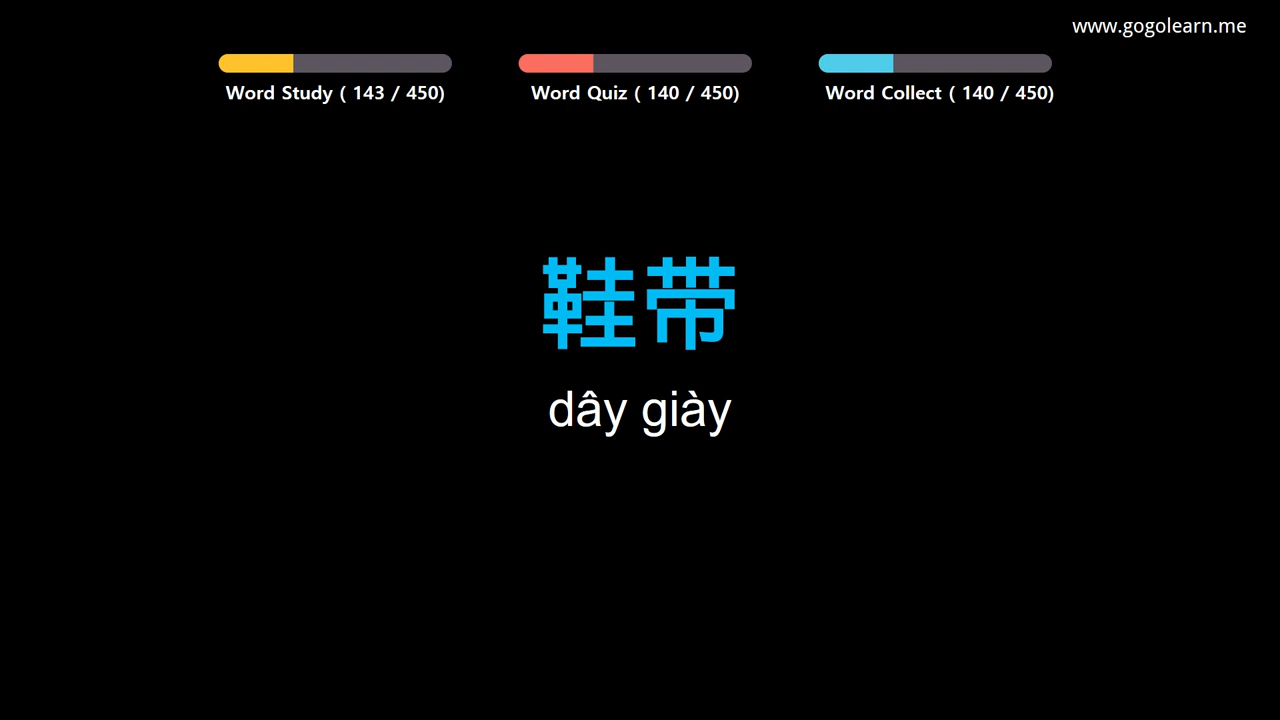 www.gogolearn.me
Word Study ( 143 / 450)
Word Quiz ( 140 / 450)
Word Collect ( 140 / 450)
鞋带
dây giày